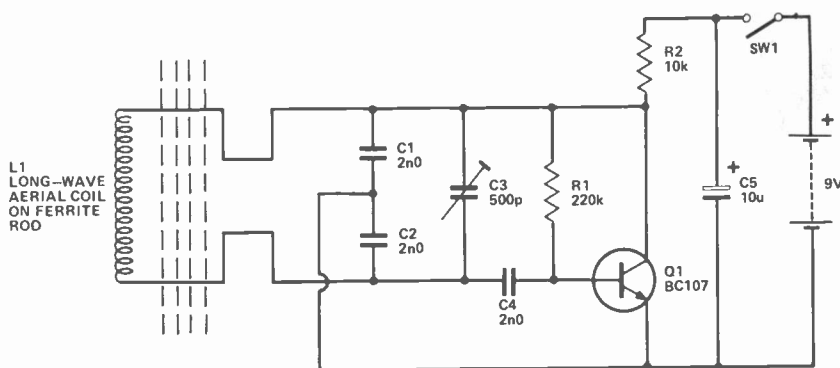 R2
10k
SW1
C1
2n0
C3
500p
R1
220k
L1
LONG–WAVE
AERIAL COIL
ON FERRITE
ROD
+
+
C5
10u
9V
C2
2n0
C4
2n0
Q1
BC107